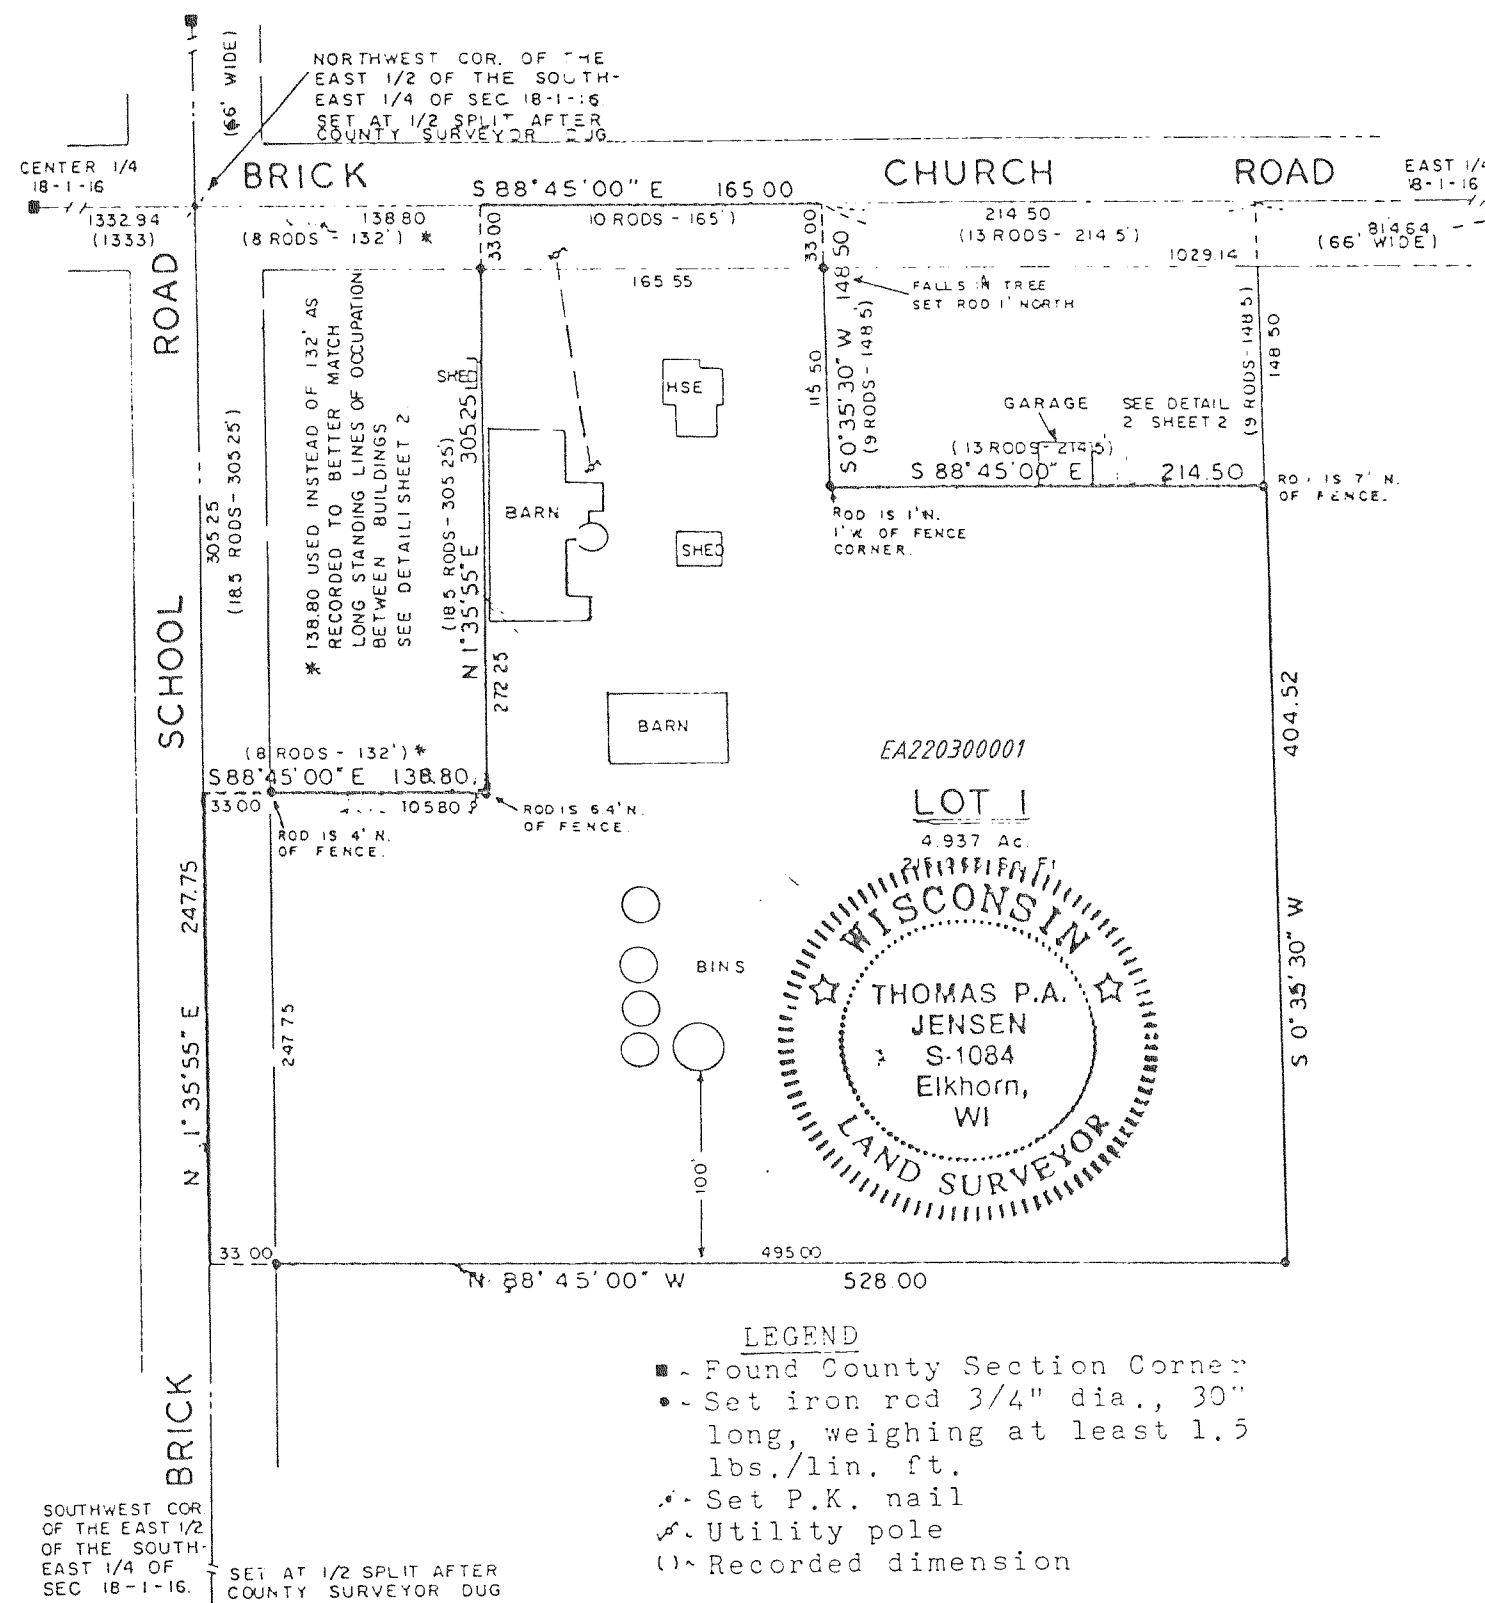 (66' WIDE)
NORTHWEST COR. OF THE
EAST 1/2 OF THE SOUTH-
EAST 1/4 OF SEC 18-1-16
SET AT 1/2 SPLIT AFTER
COUNTY SURVEYOR DUG
CENTER 1/4
18-1-16
BRICK CHURCH ROAD
EAST 1/4
18-1-16
S 88°45'00" E 165.00
1332.94
(1333)
138.80
(8 RODS - 132') *
33.00
(10 RODS - 165')
33.00
214.50
(13 RODS - 214.5')
814.64
(66' WIDE)
1029.14
165.55
FALLS IN TREE
SET ROD 1' NORTH
148.50
S 0°35'30" W
(9 RODS - 148.5)
115.50
(9 RODS - 148.5)
148.50
* 138.80 USED INSTEAD OF 132' AS
RECORDED TO BETTER MATCH
LONG STANDING LINES OF OCCUPATION
BETWEEN BUILDINGS
SEE DETAIL 1 SHEET 2.
SHED
HSE
GARAGE
SEE DETAIL
2 SHEET 2
(13 RODS - 214.5')
S 88°45'00" E 214.50
ROD IS 7' N.
OF FENCE.
ROD IS 1' N.
1' W. OF FENCE
CORNER.
BARN
SHED
305.25
(18.5 RODS - 305.25')
305.25
(18.5 RODS - 305.25)
N 1°35'55" E
272.25
BARN
BRICK SCHOOL ROAD
(8 RODS - 132') *
S 88°45'00" E 138.80
33.00
105.80
ROD IS 6.4' N.
OF FENCE.
ROD IS 4' N.
OF FENCE.
EA220300001
LOT 1
4.937 Ac.
404.52
S 0°35'30" W
N 1°35'55" E 247.75
247.75
BINS
WISCONSIN
THOMAS P.A.
JENSEN
S-1084
Elkhorn,
WI
LAND SURVEYOR
100'
33.00
495.00
N 88°45'00" W 528.00
LEGEND
■ - Found County Section Corner
• - Set iron rod 3/4" dia., 30"
long, weighing at least 1.5
lbs./lin. ft.
- Set P.K. nail
- Utility pole
() - Recorded dimension
SOUTHWEST COR.
OF THE EAST 1/2
OF THE SOUTH-
EAST 1/4 OF
SEC 18-1-16.
SET AT 1/2 SPLIT AFTER
COUNTY SURVEYOR DUG